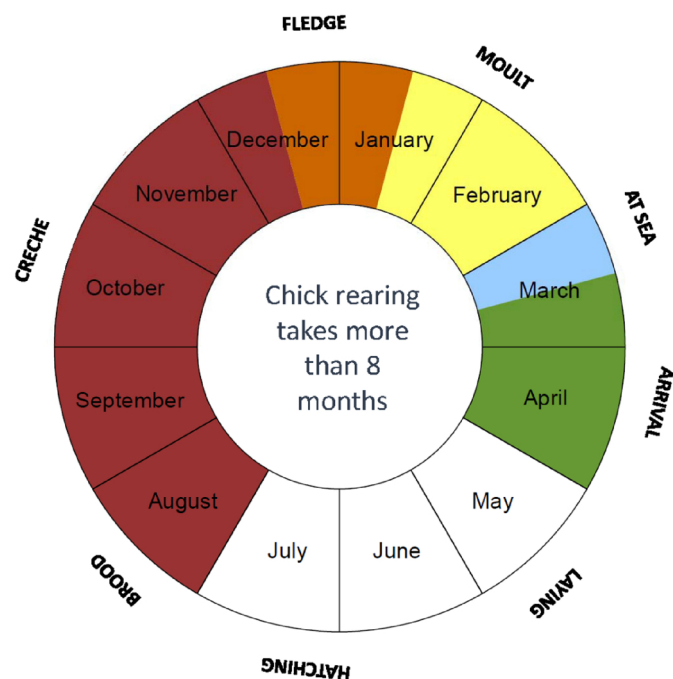 FLEDGE
MOULT
AT SEA
ARRIVAL
LAYING
HATCHING
BROOD
CRECHE
January
February
March
April
May
June
July
August
September
October
November
December
Chick rearing
takes more
than 8
months